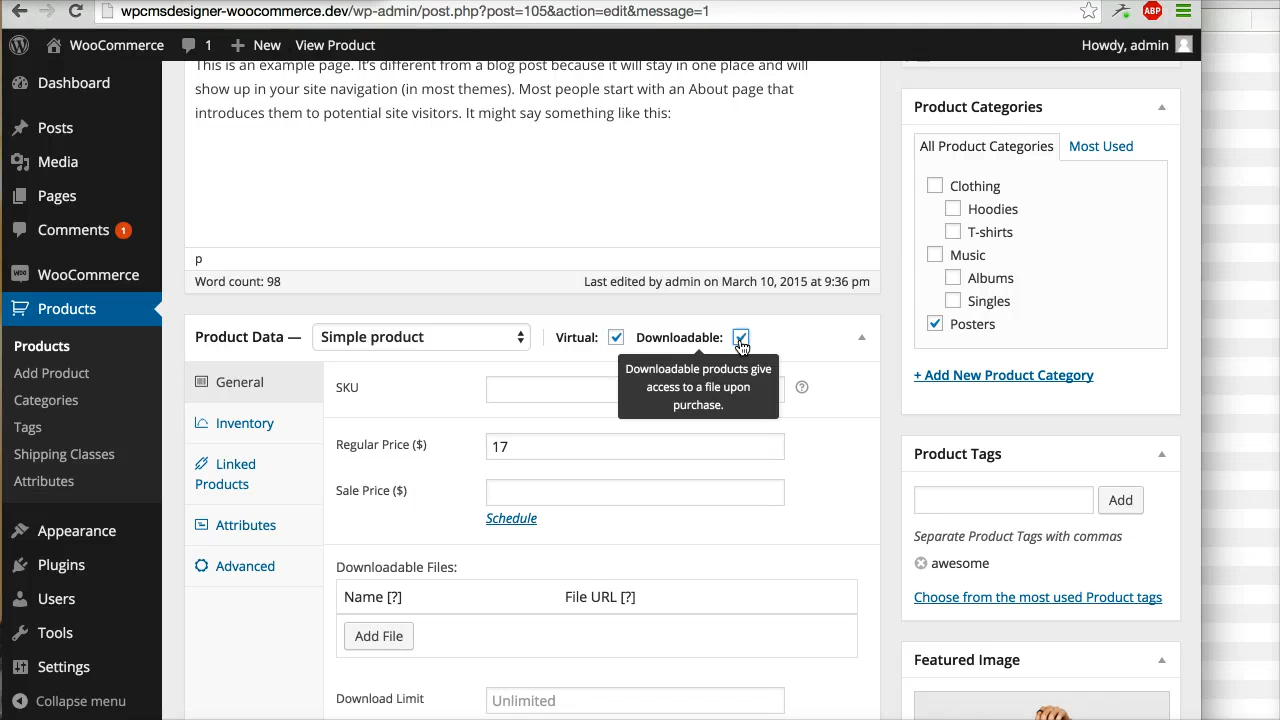 wpcmsdesigner-woocommerce.dev/wp-admin/post.php?post=105&action=edit&message=1
ABP
WooCommerce 1 New View Product Howdy, admin
Dashboard
Posts
Media
Pages
Comments 1
WooCommerce
Products
Products
Add Product
Categories
Tags
Shipping Classes
Attributes
Appearance
Plugins
Users
Tools
Settings
Collapse menu
This is an example page. It's different from a blog post because it will stay in one place and will
show up in your site navigation (in most themes). Most people start with an About page that
introduces them to potential site visitors. It might say something like this:
p
Word count: 98 Last edited by admin on March 10, 2015 at 9:36 pm
Product Data — Simple product Virtual: Downloadable:
Downloadable products give
access to a file upon
purchase.
General
Inventory
Linked
Products
Attributes
Advanced
SKU
Regular Price ($) 17
Sale Price ($)
Schedule
Downloadable Files:
Name [?] File URL [?]
Add File
Download Limit Unlimited
Product Categories
All Product Categories Most Used
Clothing
Hoodies
T-shirts
Music
Albums
Singles
Posters
+ Add New Product Category
Product Tags
Add
Separate Product Tags with commas
awesome
Choose from the most used Product tags
Featured Image